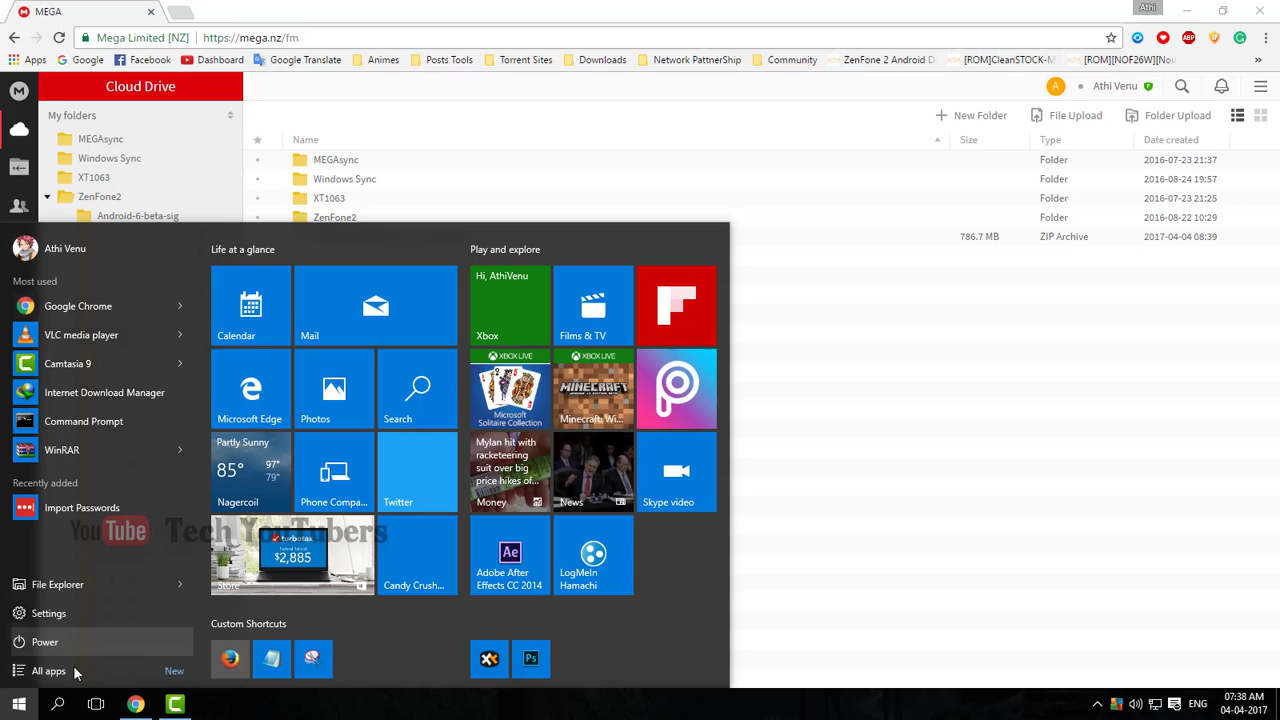 MEGA
Athi
Mega Limited [NZ] https://mega.nz/fm
Apps Google Facebook Dashboard Google Translate Animes Posts Tools Torrent Sites Downloads Network PartnerShip Community ZenFone 2 Android D [ROM]CleanSTOCK-M [ROM][NOF26W][Nou »
Cloud Drive
A Athi Venu
My folders
New Folder File Upload Folder Upload
Name Size Type Date created
MEGAsync
Windows Sync
XT1063
ZenFone2
Android-6-beta-sig
MEGAsync Folder 2016-07-23 21:37
Windows Sync Folder 2016-08-24 19:57
XT1063 Folder 2016-07-23 21:25
ZenFone2 Folder 2016-08-22 10:29
786.7 MB ZIP Archive 2017-04-04 08:39
Athi Venu
Most used
Google Chrome
VLC media player
Camtasia 9
Internet Download Manager
Command Prompt
WinRAR
Recently added
Import Passwords
File Explorer
Settings
Power
All apps New
Life at a glance
Calendar
Mail
Microsoft Edge
Photos
Search
Partly Sunny
85° 97°
79°
Nagercoil
Phone Compa...
Twitter
turbotax
Federal Refund
$2,885
Store
Candy Crush...
Custom Shortcuts
Play and explore
Hi, AthiVenu
Xbox
Films & TV
XBOX LIVE
Microsoft
Solitaire Collection
XBOX LIVE
MINECRAFT
Minecraft: Wi...
Mylan hit with
racketeering
suit over big
price hikes of...
Money
News
Skype video
Ae
Adobe After
Effects CC 2014
LogMeIn
Hamachi
Ps
YouTube Tech YouTubers
ENG
07:38 AM
04-04-2017